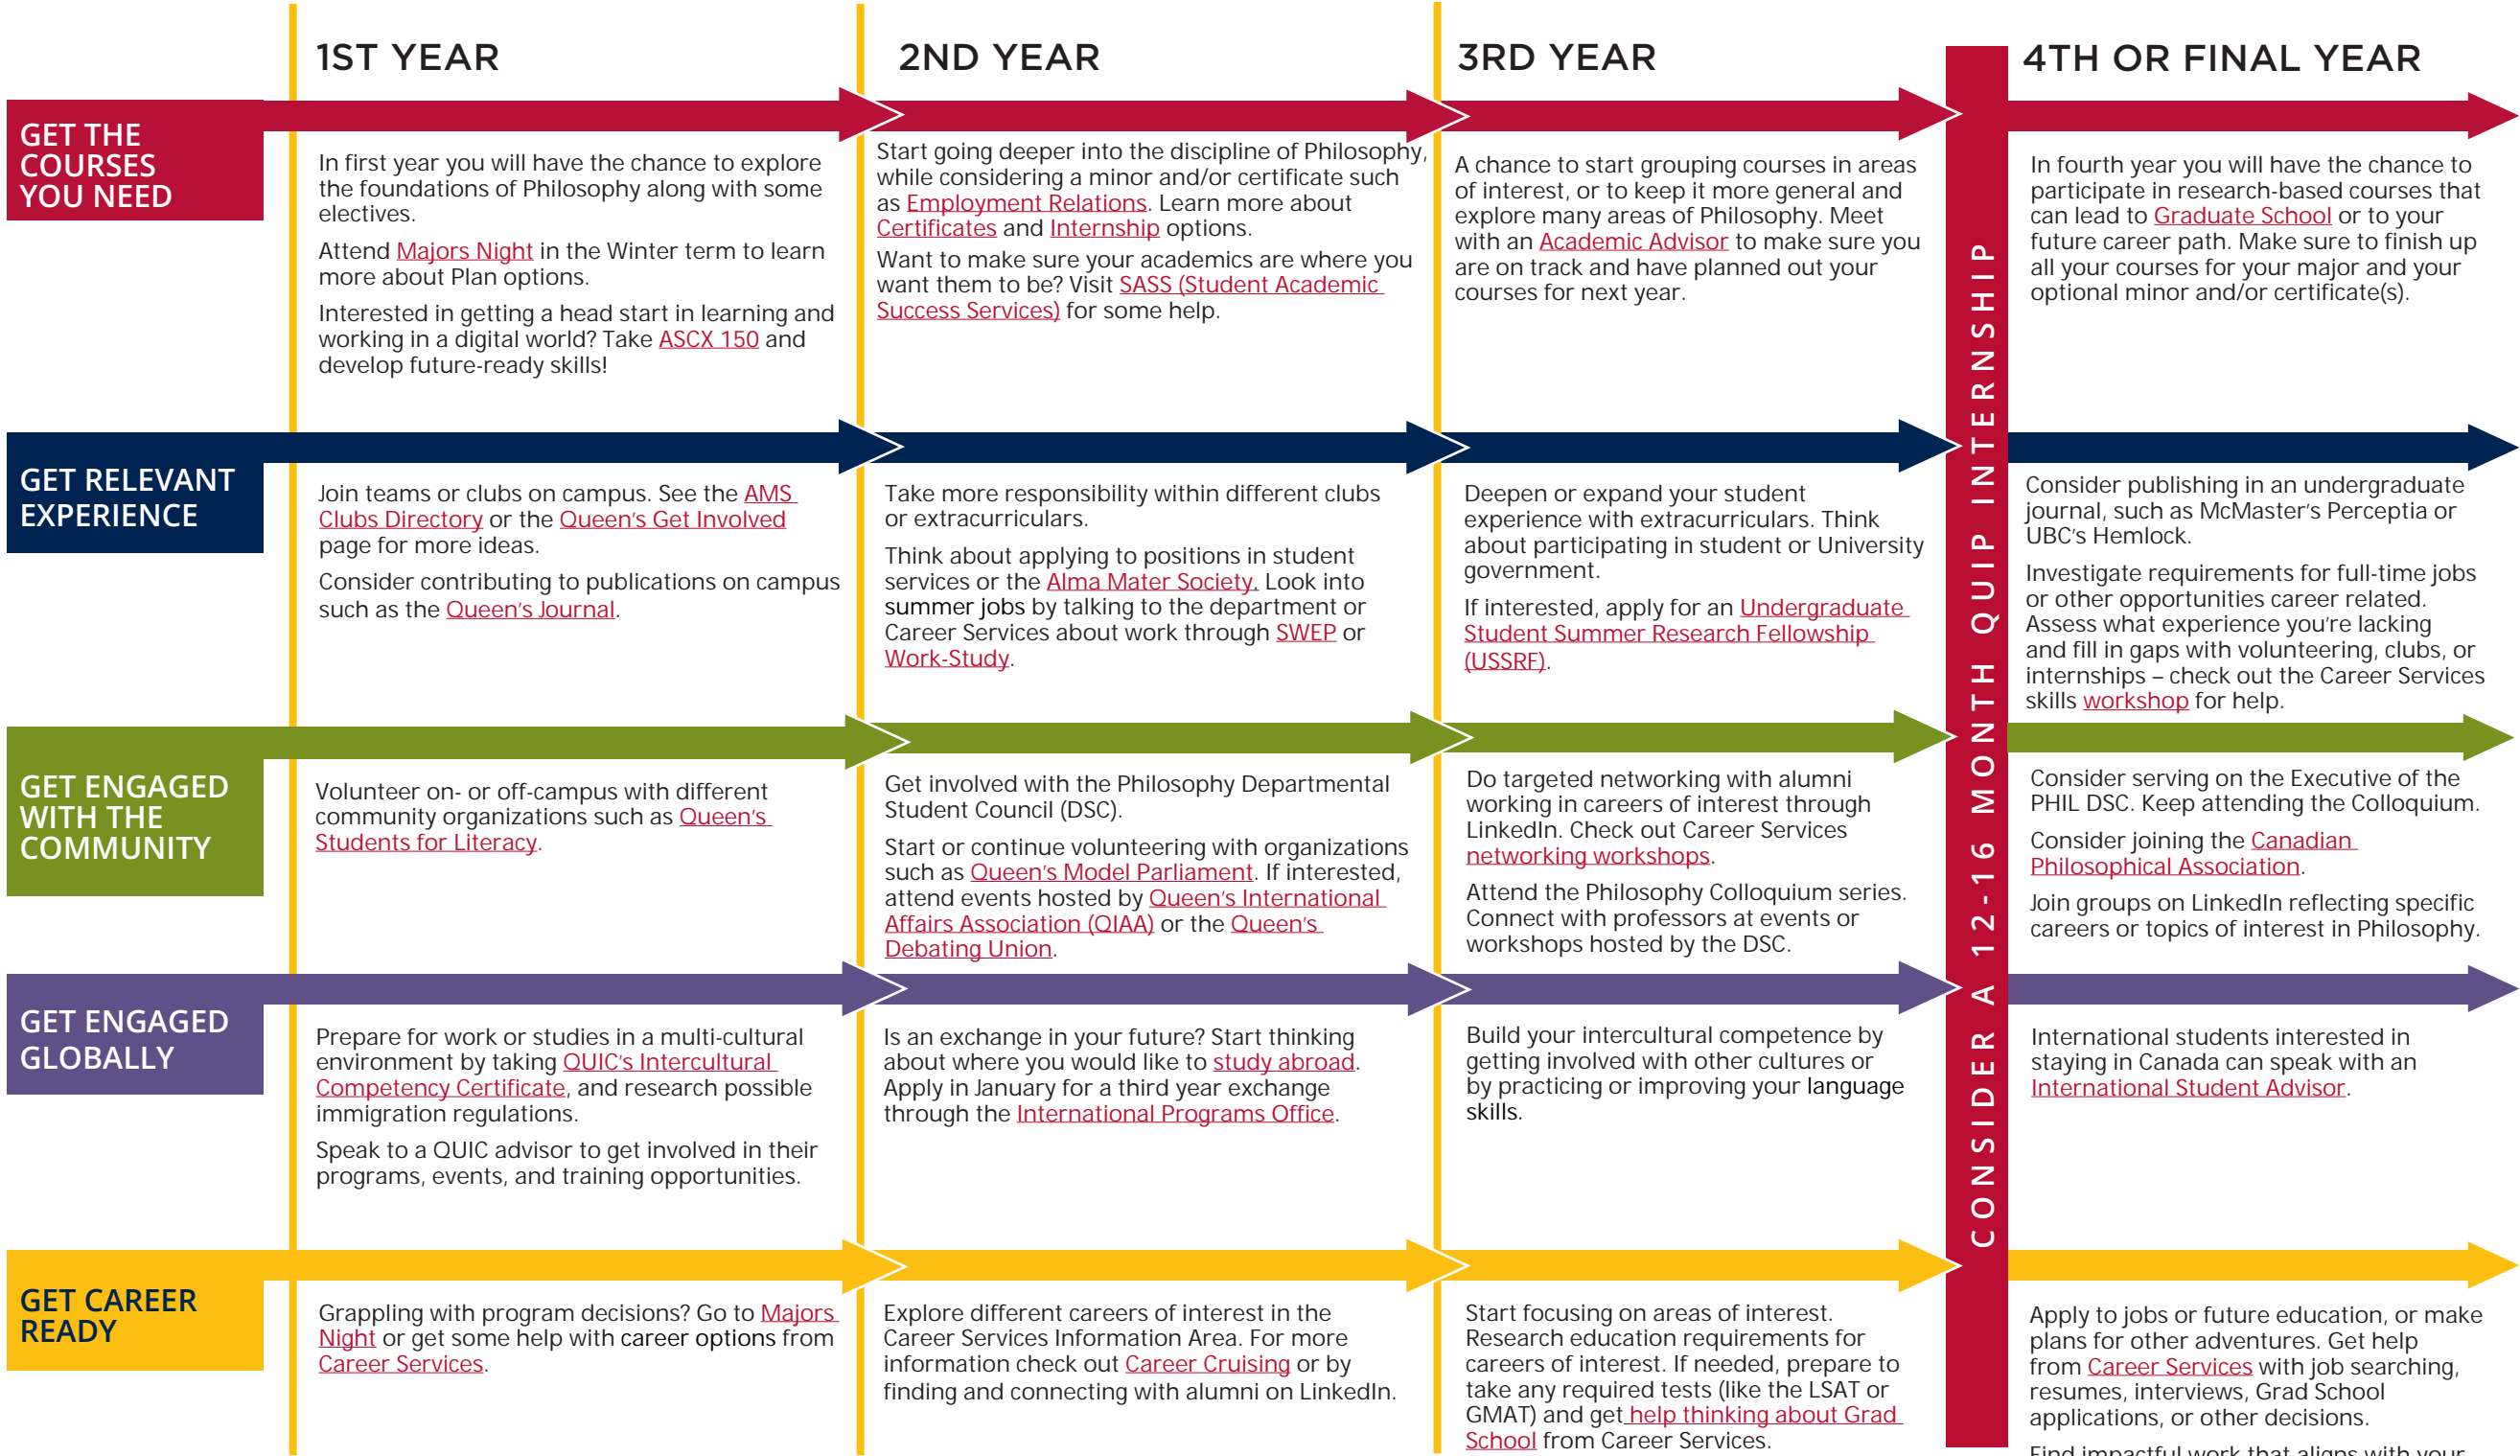 1ST YEAR
2ND YEAR
3RD YEAR
4TH OR FINAL YEAR
GET THE
COURSES
YOU NEED
In first year you will have the chance to explore
the foundations of Philosophy along with some
electives.
Attend Majors Night in the Winter term to learn
more about Plan options.
Interested in getting a head start in learning and
working in a digital world? Take ASCX 150 and
develop future-ready skills!
Start going deeper into the discipline of Philosophy,
while considering a minor and/or certificate such
as Employment Relations. Learn more about
Certificates and Internship options.
Want to make sure your academics are where you
want them to be? Visit SASS (Student Academic
Success Services) for some help.
A chance to start grouping courses in areas
of interest, or to keep it more general and
explore many areas of Philosophy. Meet
with an Academic Advisor to make sure you
are on track and have planned out your
courses for next year.
CONSIDER A 12-16 MONTH QUIP INTERNSHIP
In fourth year you will have the chance to
participate in research-based courses that
can lead to Graduate School or to your
future career path. Make sure to finish up
all your courses for your major and your
optional minor and/or certificate(s).
GET RELEVANT
EXPERIENCE
Join teams or clubs on campus. See the AMS
Clubs Directory or the Queen's Get Involved
page for more ideas.
Consider contributing to publications on campus
such as the Queen's Journal.
Take more responsibility within different clubs
or extracurriculars.
Think about applying to positions in student
services or the Alma Mater Society. Look into
summer jobs by talking to the department or
Career Services about work through SWEP or
Work-Study.
Deepen or expand your student
experience with extracurriculars. Think
about participating in student or University
government.
If interested, apply for an Undergraduate
Student Summer Research Fellowship
(USSRF).
Consider publishing in an undergraduate
journal, such as McMaster's Perceptia or
UBC's Hemlock.
Investigate requirements for full-time jobs
or other opportunities career related.
Assess what experience you're lacking
and fill in gaps with volunteering, clubs, or
internships – check out the Career Services
skills workshop for help.
GET ENGAGED
WITH THE
COMMUNITY
Volunteer on- or off-campus with different
community organizations such as Queen's
Students for Literacy.
Get involved with the Philosophy Departmental
Student Council (DSC).
Start or continue volunteering with organizations
such as Queen's Model Parliament. If interested,
attend events hosted by Queen's International
Affairs Association (QIAA) or the Queen's
Debating Union.
Do targeted networking with alumni
working in careers of interest through
LinkedIn. Check out Career Services
networking workshops.
Attend the Philosophy Colloquium series.
Connect with professors at events or
workshops hosted by the DSC.
Consider serving on the Executive of the
PHIL DSC. Keep attending the Colloquium.
Consider joining the Canadian
Philosophical Association.
Join groups on LinkedIn reflecting specific
careers or topics of interest in Philosophy.
GET ENGAGED
GLOBALLY
Prepare for work or studies in a multi-cultural
environment by taking QUIC's Intercultural
Competency Certificate, and research possible
immigration regulations.
Speak to a QUIC advisor to get involved in their
programs, events, and training opportunities.
Is an exchange in your future? Start thinking
about where you would like to study abroad.
Apply in January for a third year exchange
through the International Programs Office.
Build your intercultural competence by
getting involved with other cultures or
by practicing or improving your language
skills.
International students interested in
staying in Canada can speak with an
International Student Advisor.
GET CAREER
READY
Grappling with program decisions? Go to Majors
Night or get some help with career options from
Career Services.
Explore different careers of interest in the
Career Services Information Area. For more
information check out Career Cruising or by
finding and connecting with alumni on LinkedIn.
Start focusing on areas of interest.
Research education requirements for
careers of interest. If needed, prepare to
take any required tests (like the LSAT or
GMAT) and get help thinking about Grad
School from Career Services.
Apply to jobs or future education, or make
plans for other adventures. Get help
from Career Services with job searching,
resumes, interviews, Grad School
applications, or other decisions.
Find impactful work that aligns with your